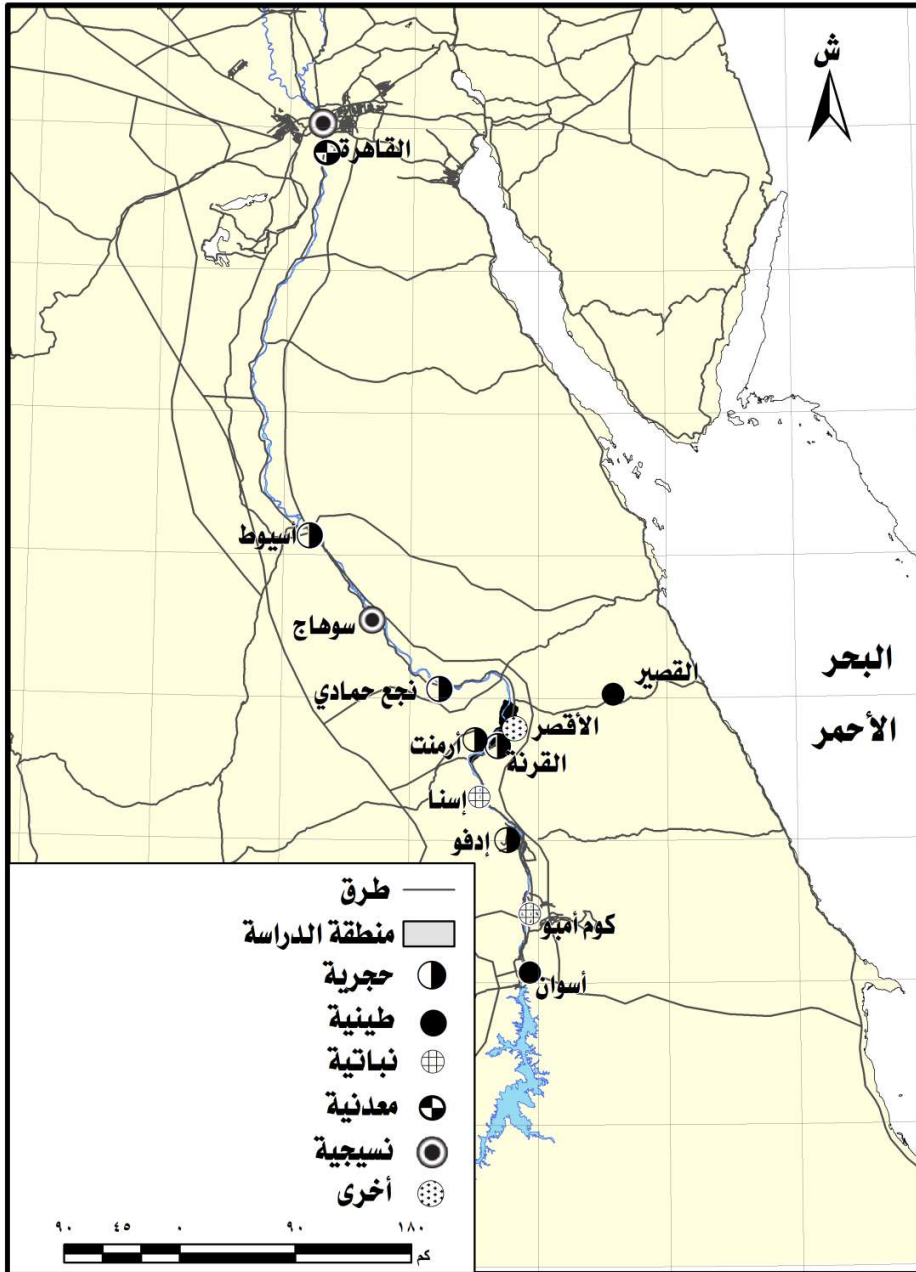 ش
القاهرة
أسيوط
سوهاج
نجع حمادي
القصير
البحر
الأحمر
الأقصر
أرمنت
القرنة
إسنا
إدفو
كوم أمبو
أسوان
طرق
منطقة الدراسة
حجرية
طينية
نباتية
معدنية
نسيجية
أخرى
٩٠ ٤٥ ٠ ٩٠ ١٨٠
كم